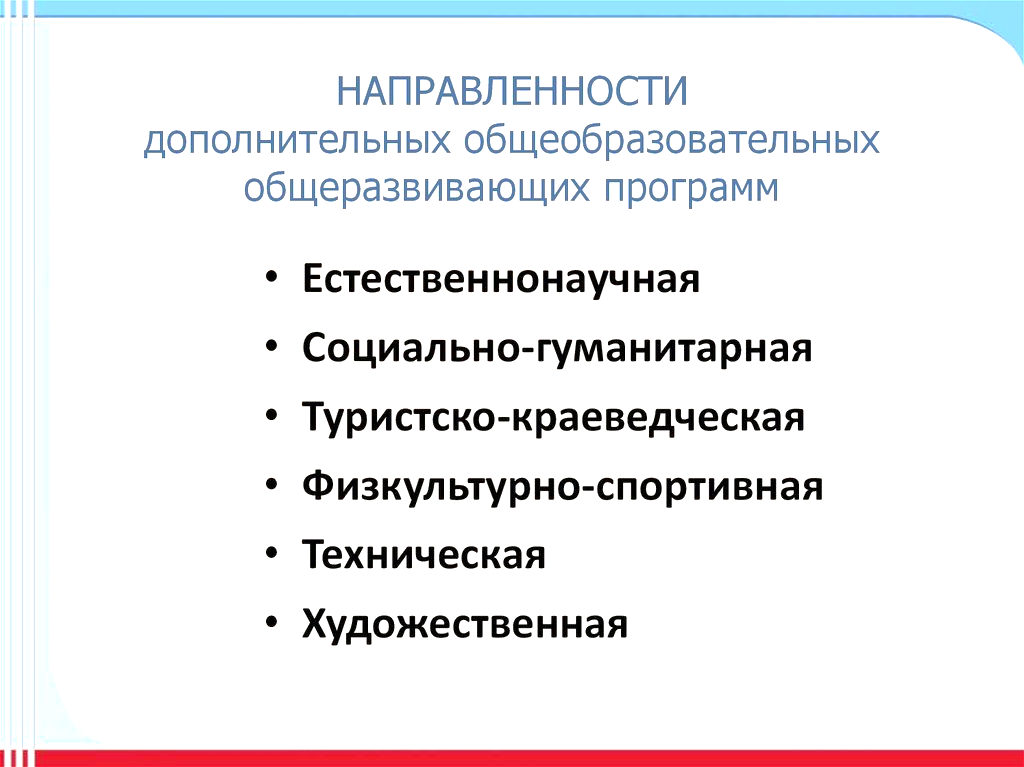 НАПРАВЛЕННОСТИ
дополнительных общеобразовательных
общеразвивающих программ
• Естественнонаучная
• Социально-гуманитарная
• Туристско-краеведческая
• Физкультурно-спортивная
• Техническая
• Художественная